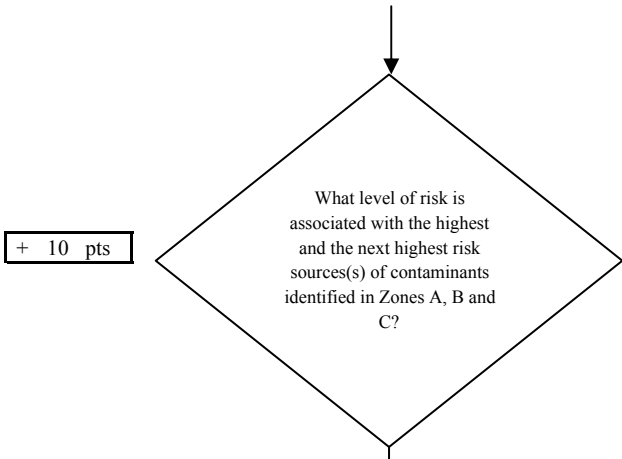 What level of risk is
associated with the highest
and the next highest risk
sources(s) of contaminants
identified in Zones A, B and
C?
+ 10 pts